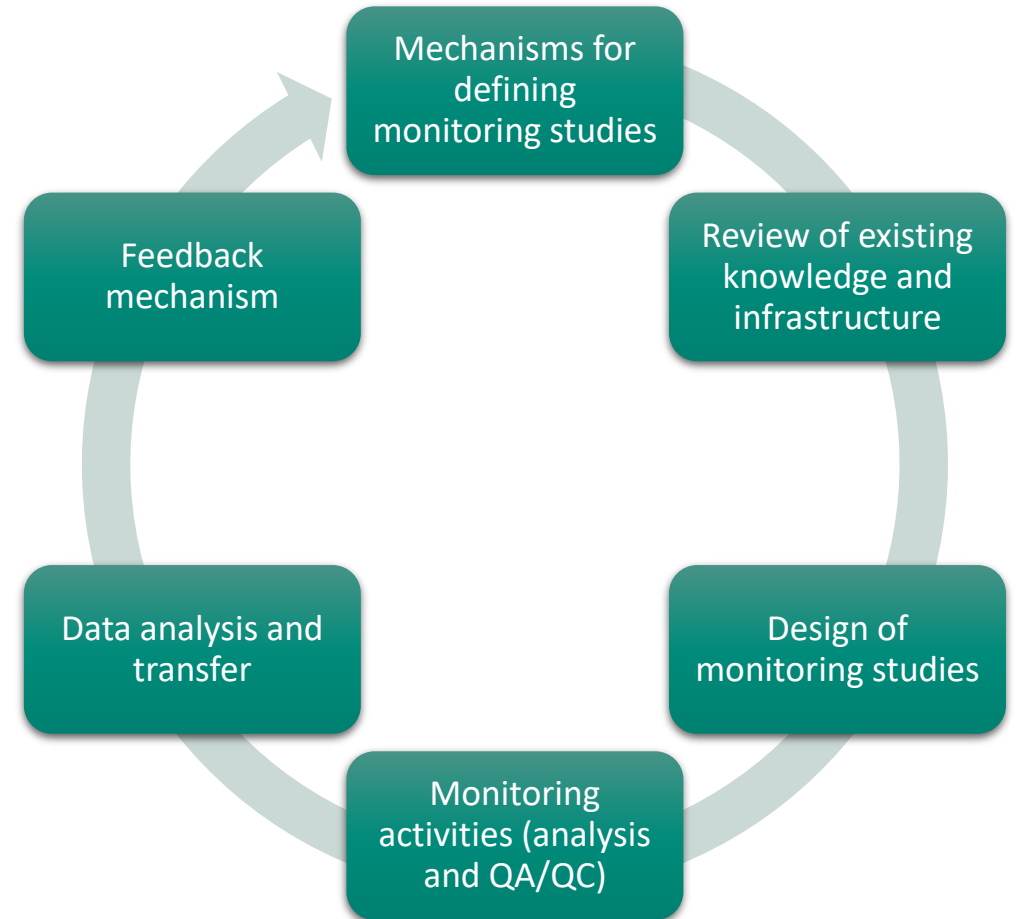 Mechanisms for
defining
monitoring studies
Review of existing
knowledge and
infrastructure
Design of
monitoring studies
Monitoring
activities (analysis
and QA/QC)
Data analysis and
transfer
Feedback
mechanism